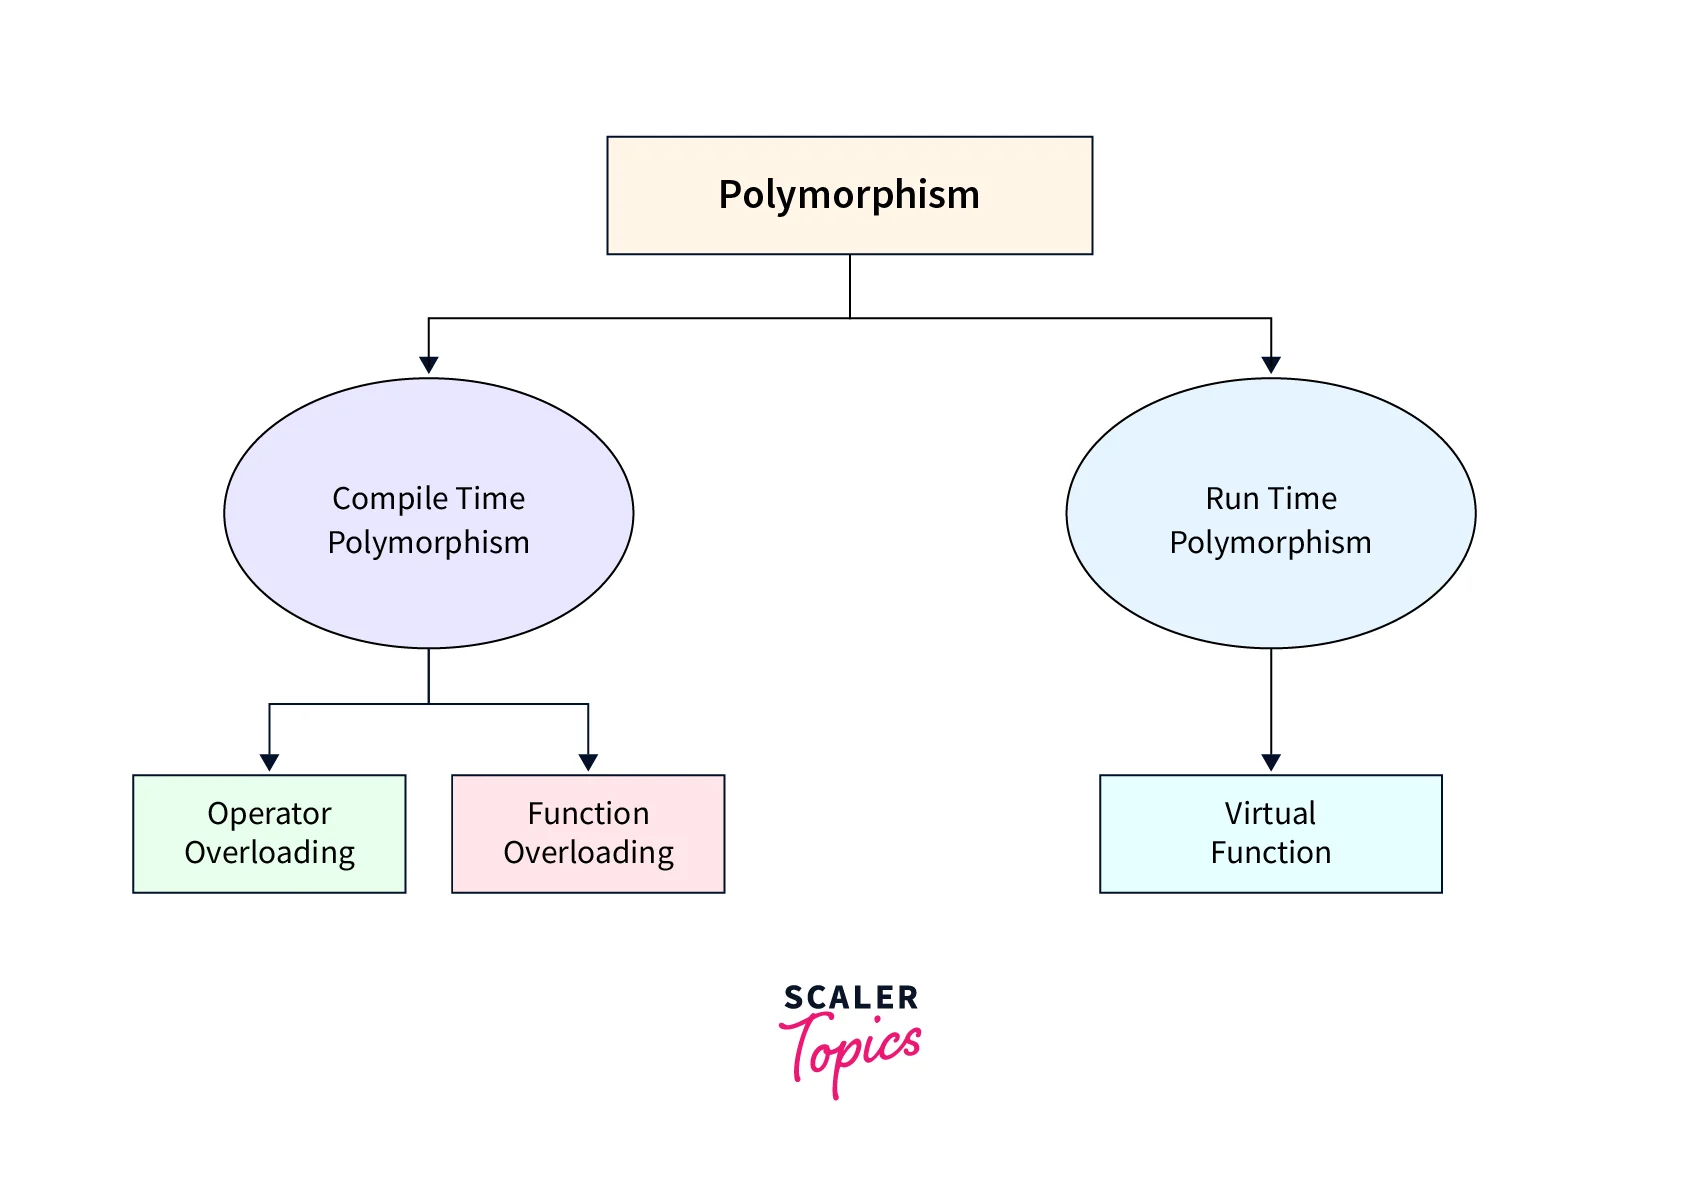 Polymorphism
Compile Time
Polymorphism
Run Time
Polymorphism
Operator
Overloading
Function
Overloading
Virtual
Function
SCALER
Topics